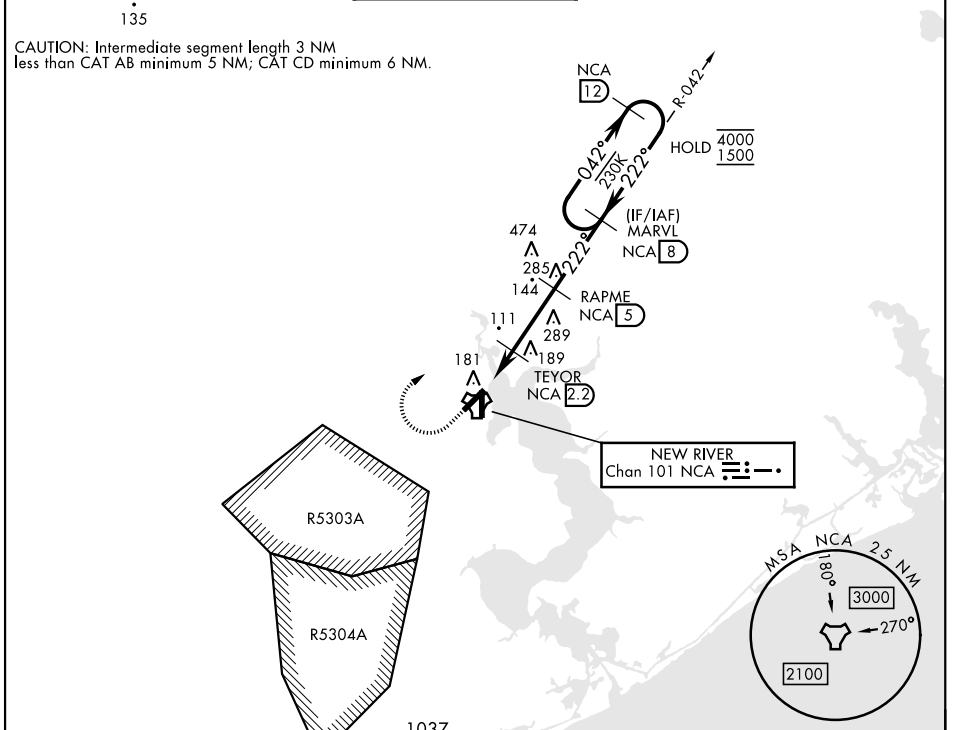 135
CAUTION: Intermediate segment length 3 NM
less than CAT AB minimum 5 NM; CAT CD minimum 6 NM.
NCA
12
R-042
HOLD 4000
1500
042°
230K
222°
(IF/IAF)
MARVL
NCA 8
222°
474
285
144
RAPME
NCA 5
111
289
189
181
TEYOR
NCA 2.2
NEW RIVER
Chan 101 NCA
R5303A
R5304A
MSA NCA 25 NM
180°
3000
270°
2100
1037